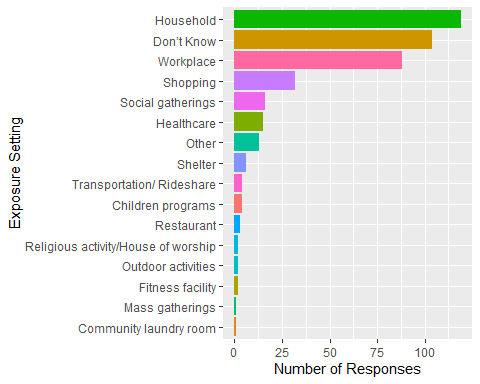 Household
Don't Know
Workplace
Shopping
Social gatherings
Healthcare
Other
Shelter
Transportation/ Rideshare
Children programs
Restaurant
Religious activity/House of worship
Outdoor activities
Fitness facility
Mass gatherings
Community laundry room
Exposure Setting
0 25 50 75 100
Number of Responses